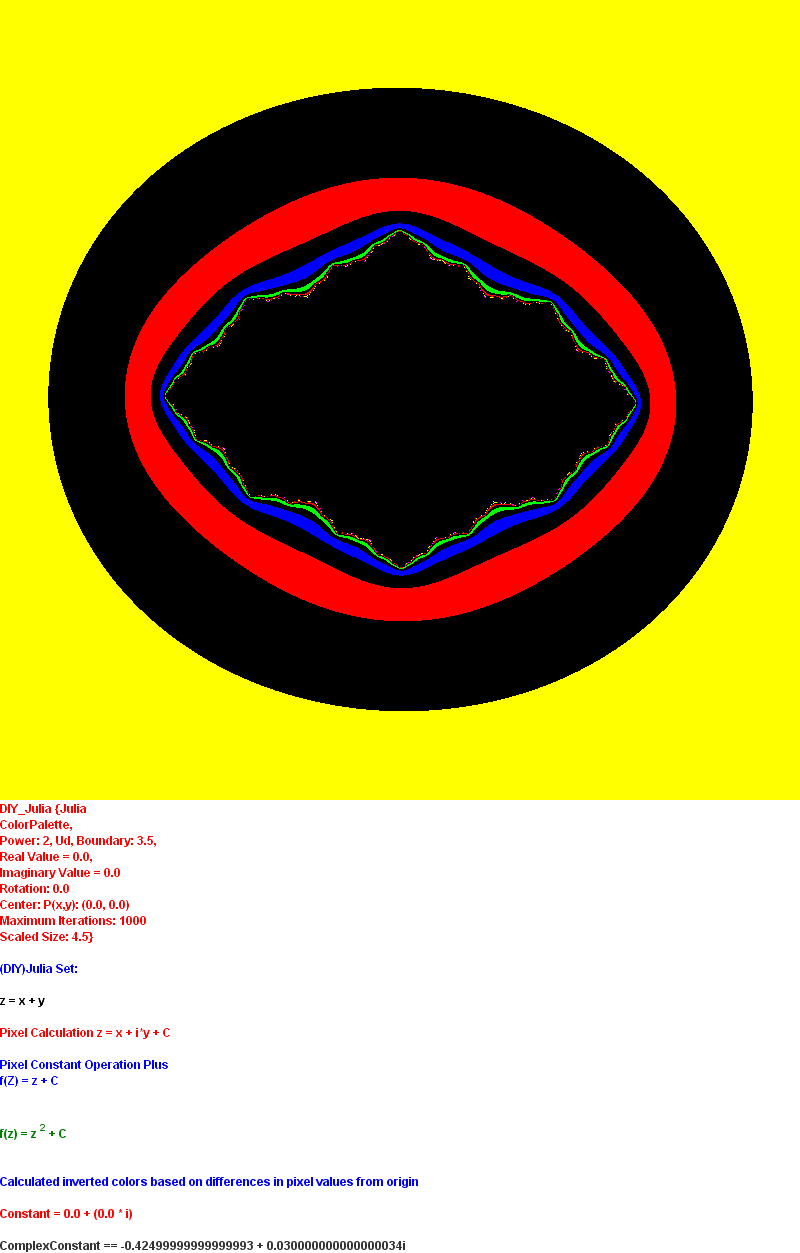 DIY_Julia {Julia
ColorPalette,
Power: 2, Ud, Boundary: 3.5,
Real Value = 0.0,
Imaginary Value = 0.0
Rotation: 0.0
Center: P(x,y): (0.0, 0.0)
Maximum Iterations: 1000
Scaled Size: 4.5}
(DIY)Julia Set:
z = x + y
Pixel Calculation z = x + i*y + C
Pixel Constant Operation Plus
f(Z) = z + C
f(z) = z 2 + C
Calculated inverted colors based on differences in pixel values from origin
Constant = 0.0 + (0.0 * i)
ComplexConstant == -0.42499999999999993 + 0.030000000000000034i